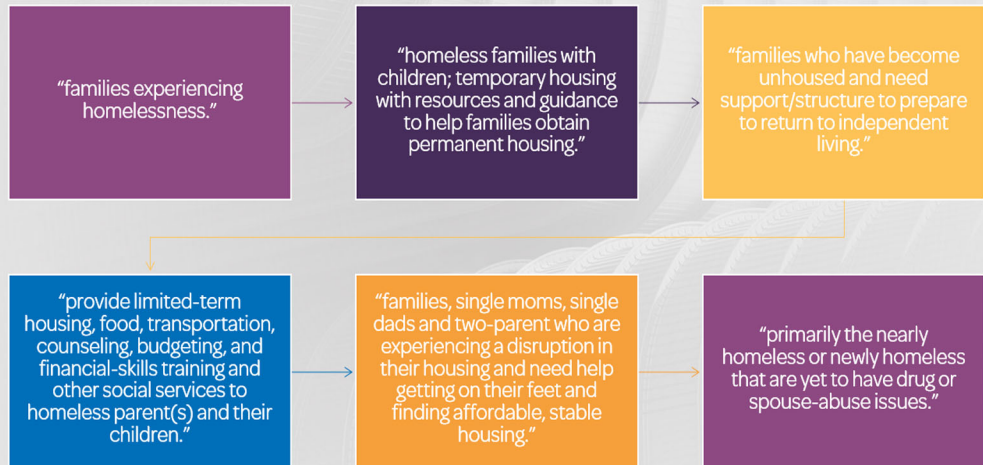 “families experiencing
homelessness.”
“homeless families with
children; temporary housing
with resources and guidance
to help families obtain
permanent housing.”
“families who have become
unhoused and need
support/structure to prepare
to return to independent
living.”
“provide limited-term
housing, food, transportation,
counseling, budgeting, and
financial-skills training and
other social services to
homeless parent(s) and their
children.”
“families, single moms, single
dads and two-parent who are
experiencing a disruption in
their housing and need help
getting on their feet and
finding affordable, stable
housing.”
“primarily the nearly
homeless or newly homeless
that are yet to have drug or
spouse-abuse issues.”